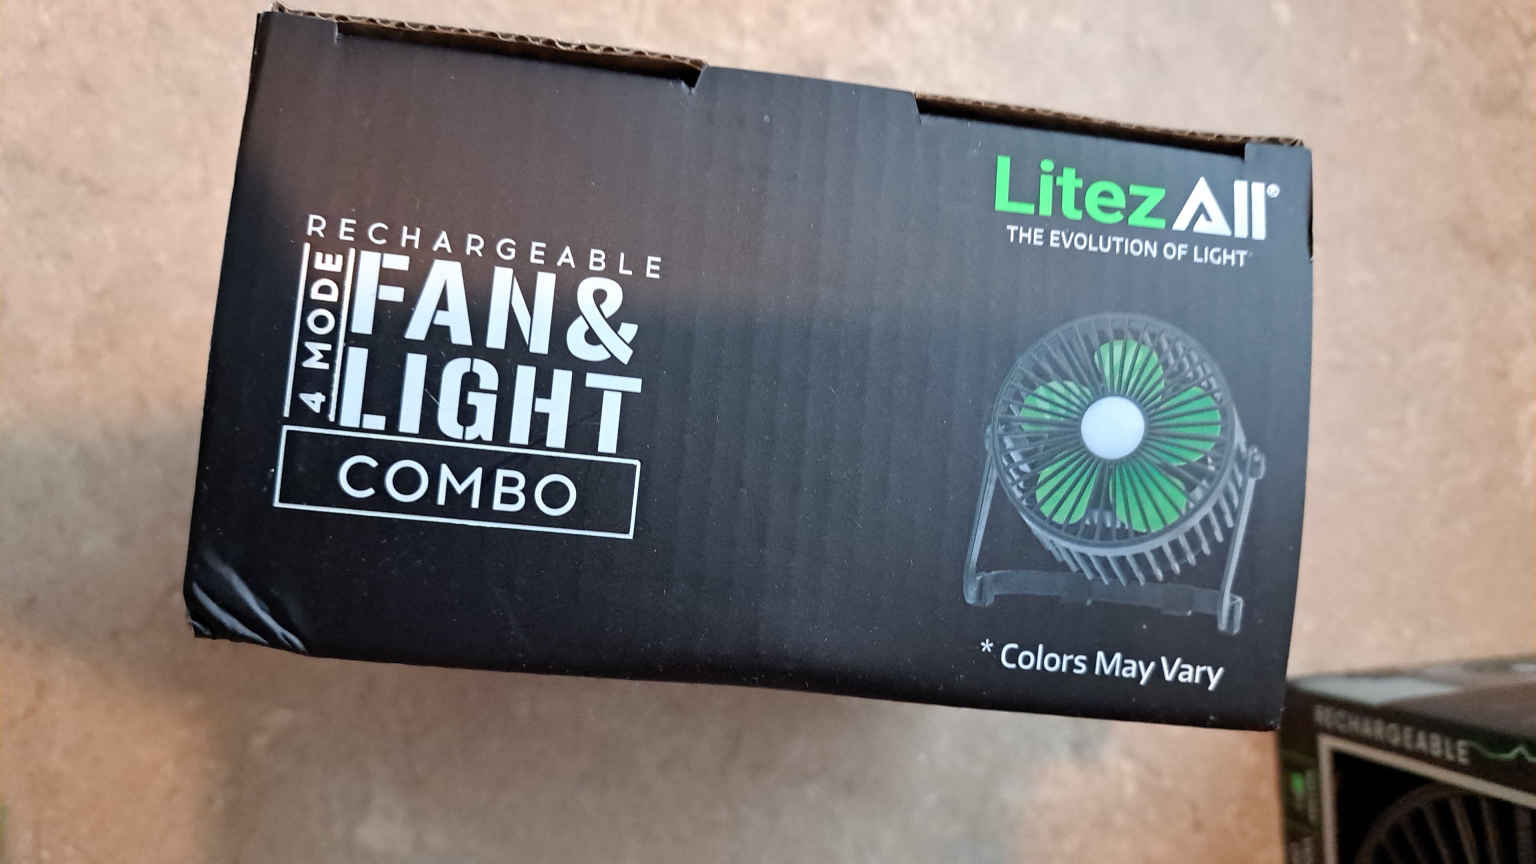 RECHARGEABLE
4 MODE
FAN &
LIGHT
COMBO
LitezAll®
THE EVOLUTION OF LIGHT
* Colors May Vary
RECHARGEABLE